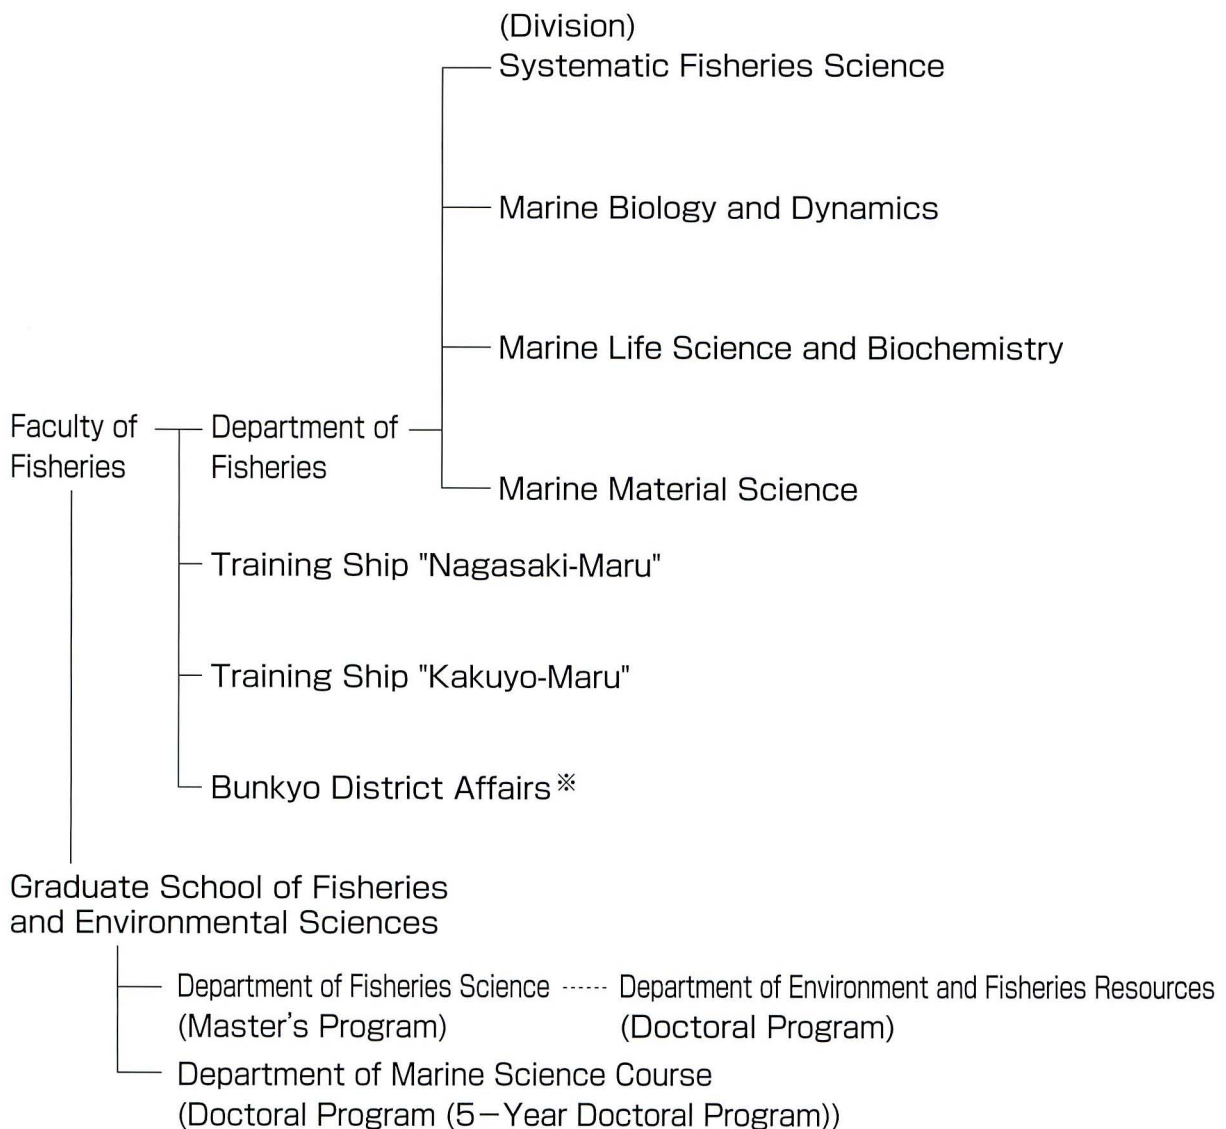 (Division)
Systematic Fisheries Science
Marine Biology and Dynamics
Marine Life Science and Biochemistry
Faculty of
Fisheries
Department of
Fisheries
Marine Material Science
Training Ship "Nagasaki-Maru"
Training Ship "Kakuyo-Maru"
Bunkyo District Affairs※
Graduate School of Fisheries
and Environmental Sciences
Department of Fisheries Science ······ Department of Environment and Fisheries Resources
(Master's Program) (Doctoral Program)
Department of Marine Science Course
(Doctoral Program (5−Year Doctoral Program))